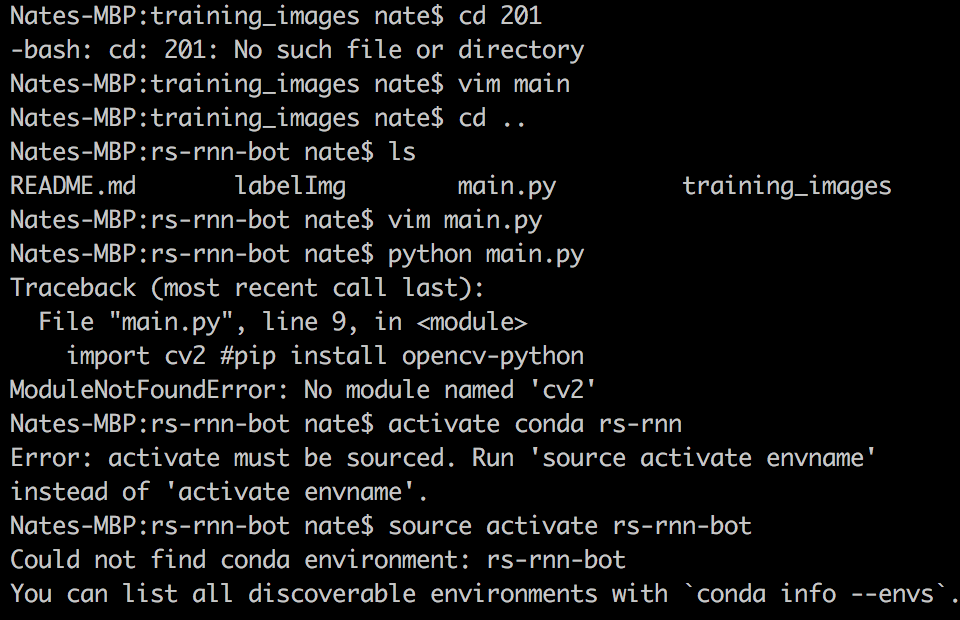 Nates-MBP:training_images nate$ cd 201
-bash: cd: 201: No such file or directory
Nates-MBP:training_images nate$ vim main
Nates-MBP:training_images nate$ cd ..
Nates-MBP:rs-rnn-bot nate$ ls
README.md       labelImg        main.py         training_images
Nates-MBP:rs-rnn-bot nate$ vim main.py
Nates-MBP:rs-rnn-bot nate$ python main.py
Traceback (most recent call last):
  File "main.py", line 9, in <module>
    import cv2 #pip install opencv-python
ModuleNotFoundError: No module named 'cv2'
Nates-MBP:rs-rnn-bot nate$ activate conda rs-rnn
Error: activate must be sourced. Run 'source activate envname'
instead of 'activate envname'.
Nates-MBP:rs-rnn-bot nate$ source activate rs-rnn-bot
Could not find conda environment: rs-rnn-bot
You can list all discoverable environments with `conda info --envs`.